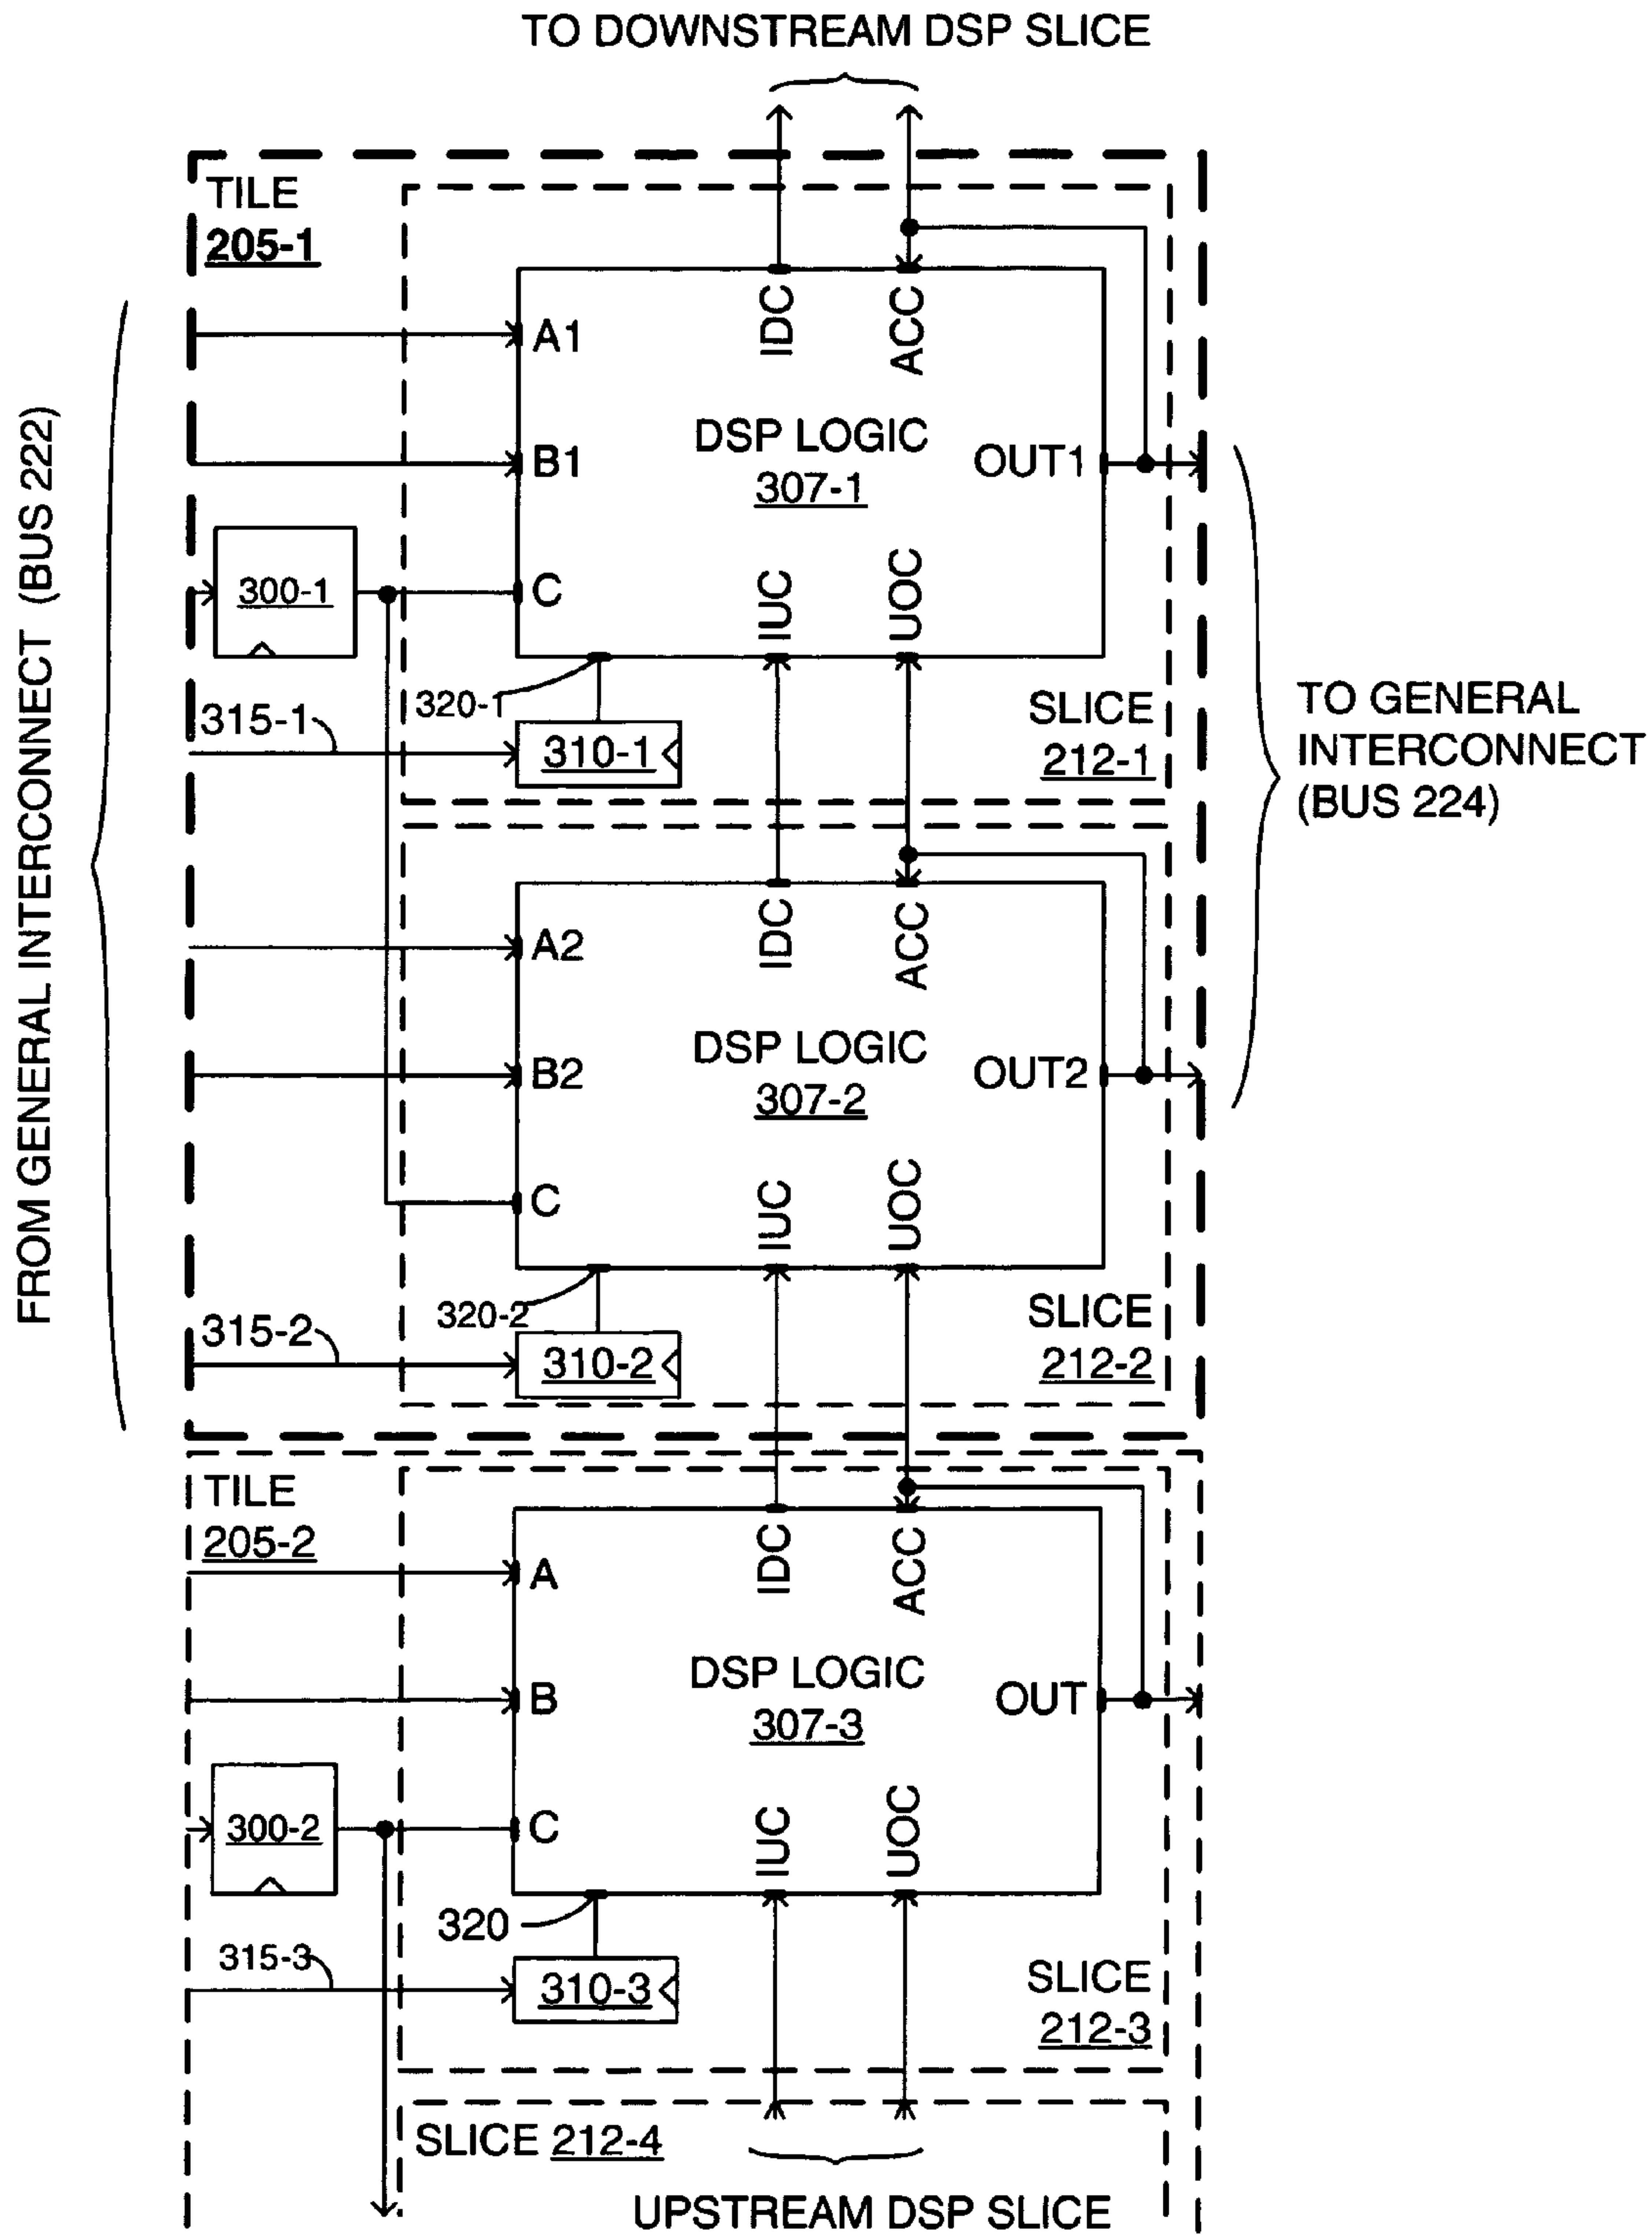 TO DOWNSTREAM DSP SLICE
TILE
205-1
IDC
ACC
A1
DSP LOGIC
307-1
B1
OUT1
300-1
C
IUC
UOC
320-1
315-1
310-1
SLICE
212-1
FROM GENERAL INTERCONNECT (BUS 222)
TO GENERAL
INTERCONNECT
(BUS 224)
IDC
ACC
A2
DSP LOGIC
307-2
B2
OUT2
C
IUC
UOC
320-2
315-2
310-2
SLICE
212-2
TILE
205-2
IDC
ACC
A
DSP LOGIC
307-3
B
OUT
300-2
C
IUC
UOC
320
315-3
310-3
SLICE
212-3
SLICE 212-4
UPSTREAM DSP SLICE